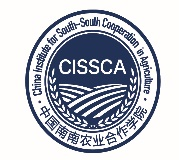 China Institute for South-South Cooperation in Agriculture
CISSCA
中国南南农业合作学院